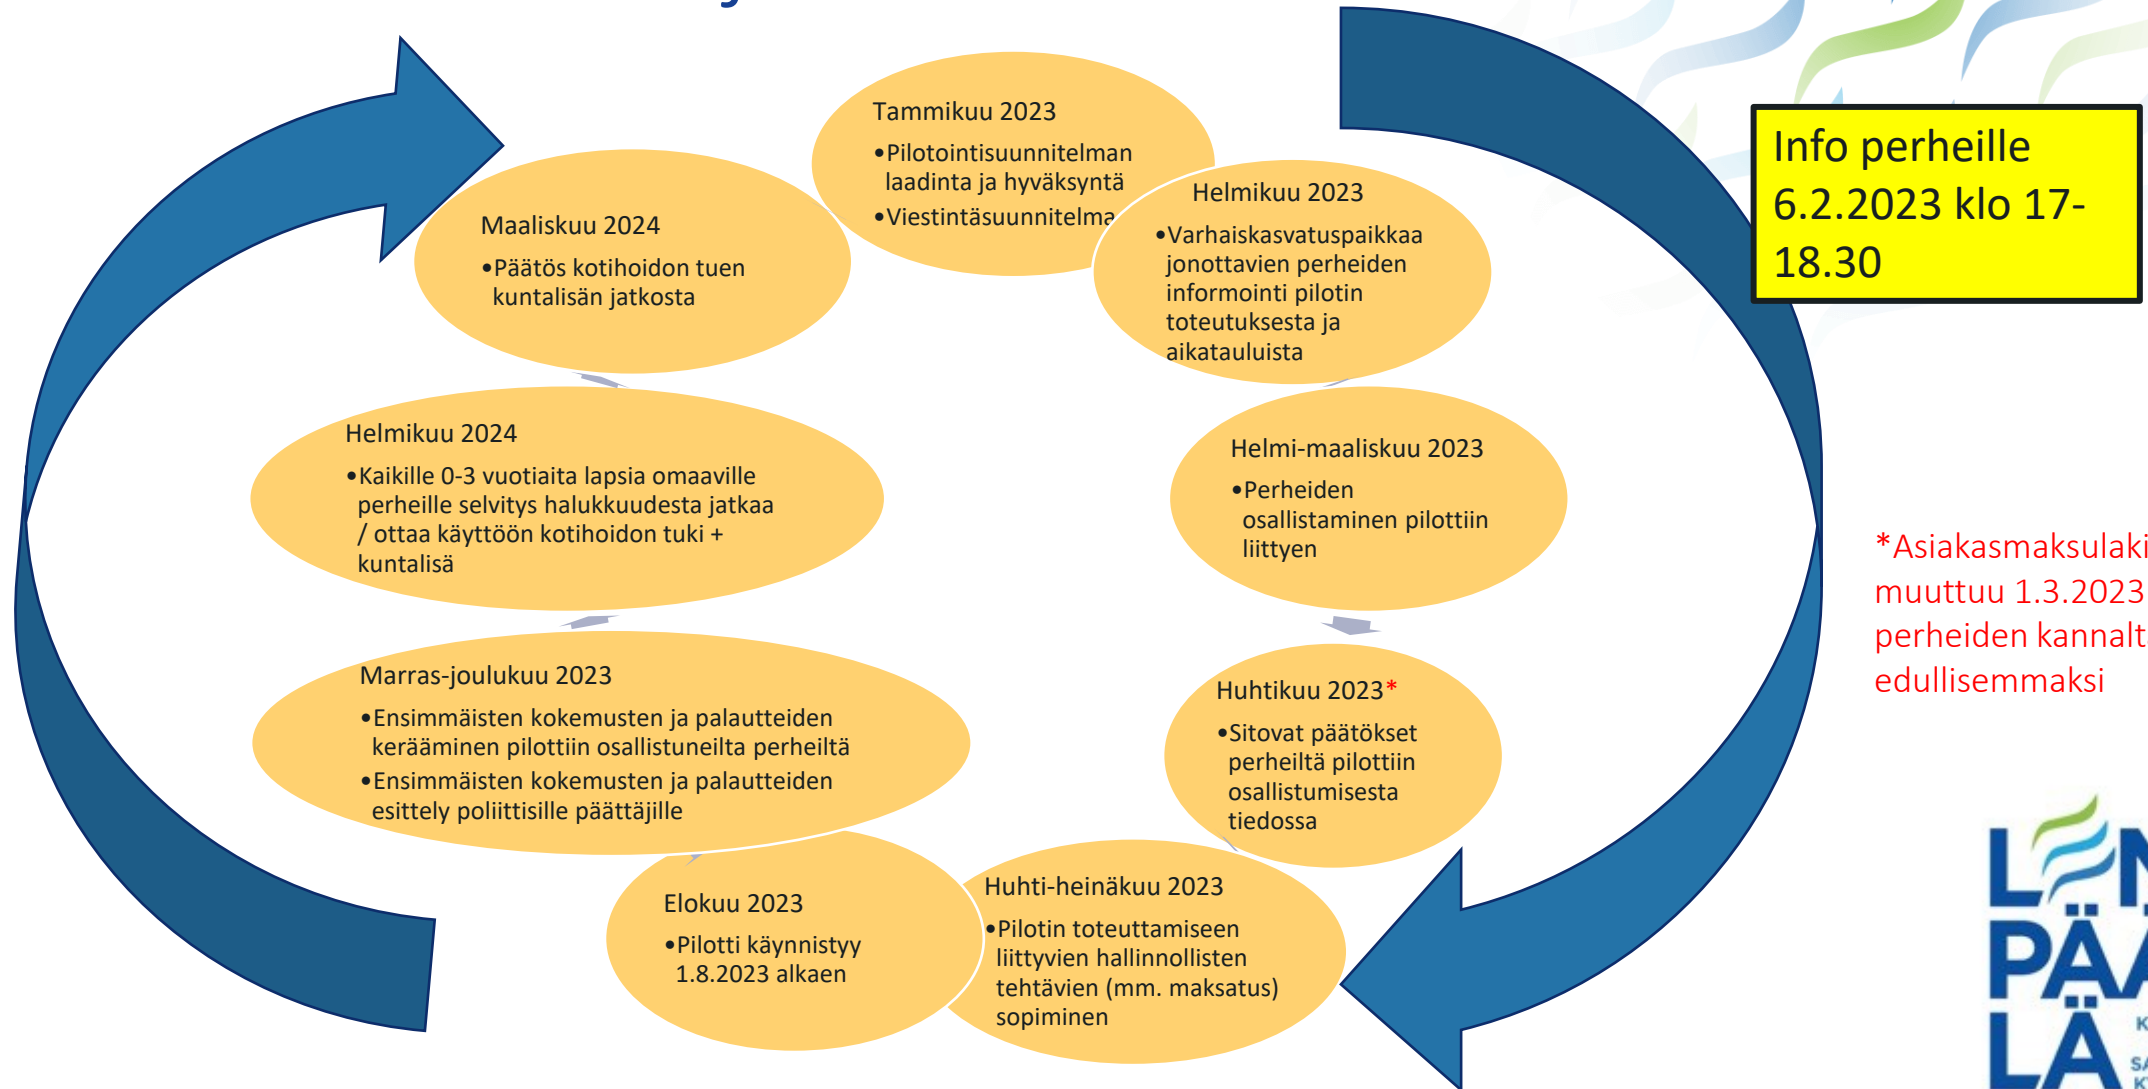 Tammikuu 2023
•Pilotointisuunnitelman
laadinta ja hyväksyntä
•Viestintäsuunnitelma
Helmikuu 2023
•Varhaiskasvatuspaikkaa
jonottavien perheiden
informointi pilotin
toteutuksesta ja
aikatauluista
Helmi-maaliskuu 2023
•Perheiden
osallistaminen pilottiin
liittyen
Huhtikuu 2023*
•Sitovat päätökset
perheiltä pilottiin
osallistumisesta
tiedossa
Huhti-heinäkuu 2023
•Pilotin toteuttamiseen
liittyvien hallinnollisten
tehtävien (mm. maksatus)
sopiminen
Elokuu 2023
•Pilotti käynnistyy
1.8.2023 alkaen
Marras-joulukuu 2023
•Ensimmäisten kokemusten ja palautteiden
kerääminen pilottiin osallistuneilta perheiltä
•Ensimmäisten kokemusten ja palautteiden
esittely poliittisille päättäjille
Helmikuu 2024
•Kaikille 0-3 vuotiaita lapsia omaaville
perheille selvitys halukkuudesta jatkaa
/ ottaa käyttöön kotihoidon tuki +
kuntalisä
Maaliskuu 2024
•Päätös kotihoidon tuen
kuntalisän jatkosta
Info perheille
6.2.2023 klo 17-
18.30
*Asiakasmaksulaki
muuttuu 1.3.2023
perheiden kannalta
edullisemmaksi
LEN
PÄÄ
LÄ